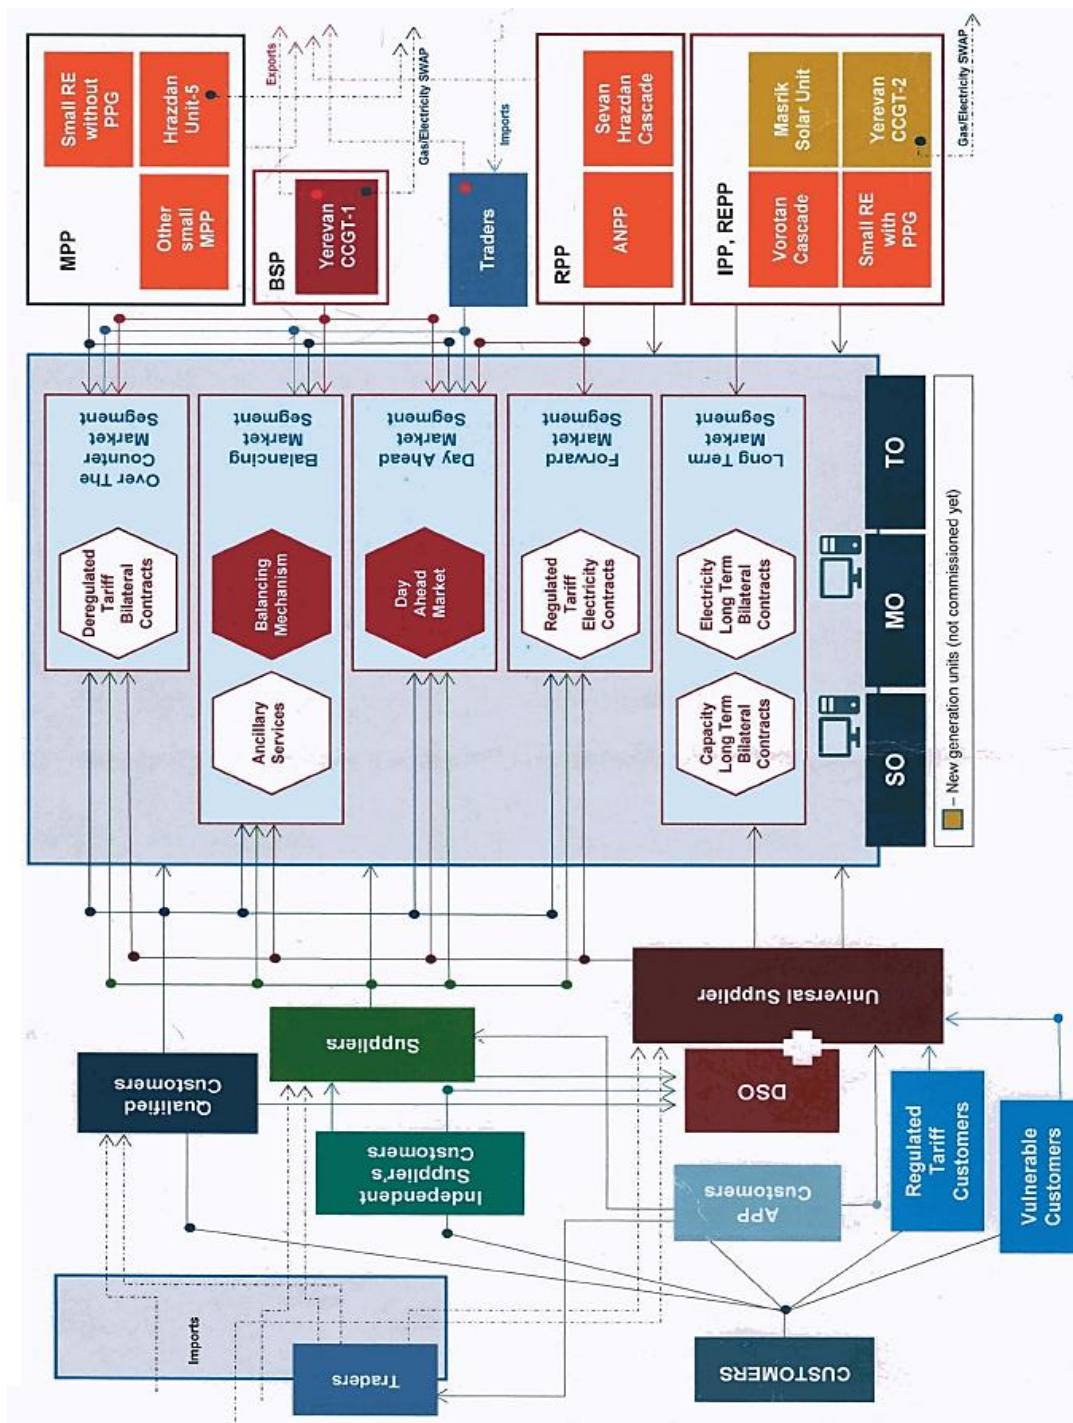 Small RE
without
PPG
Hrazdan
Unit-5
Other
small
MPP
MPP
Exports
Gas/Electricity SWAP
BSP
Yerevan
CCGT-1
Traders
Imports
RPP
Sevan
Hrazdan
Cascade
ANPP
IPP, REPP
Masrik
Solar Unit
Yerevan
CCGT-2
Vorotan
Cascade
Small RE
with
PPG
Gas/Electricity SWAP
Over The
Counter
Market
Segment
Deregulated
Tariff
Bilateral
Contracts
Balancing
Market
Segment
Balancing
Mechanism
Ancillary
Services
Day Ahead
Market
Segment
Day
Ahead
Market
Forward
Market
Segment
Regulated
Tariff
Electricity
Contracts
Long Term
Market
Segment
Electricity
Long Term
Bilateral
Contracts
Capacity
Long Term
Bilateral
Contracts
TO
MO
SO
– New generation units (not commissioned yet)
Qualified
Customers
Suppliers
Universal Supplier
DSO
Independent
Supplier's
Customers
APP
Customers
Regulated
Tariff
Customers
Vulnerable
Customers
Imports
Traders
CUSTOMERS